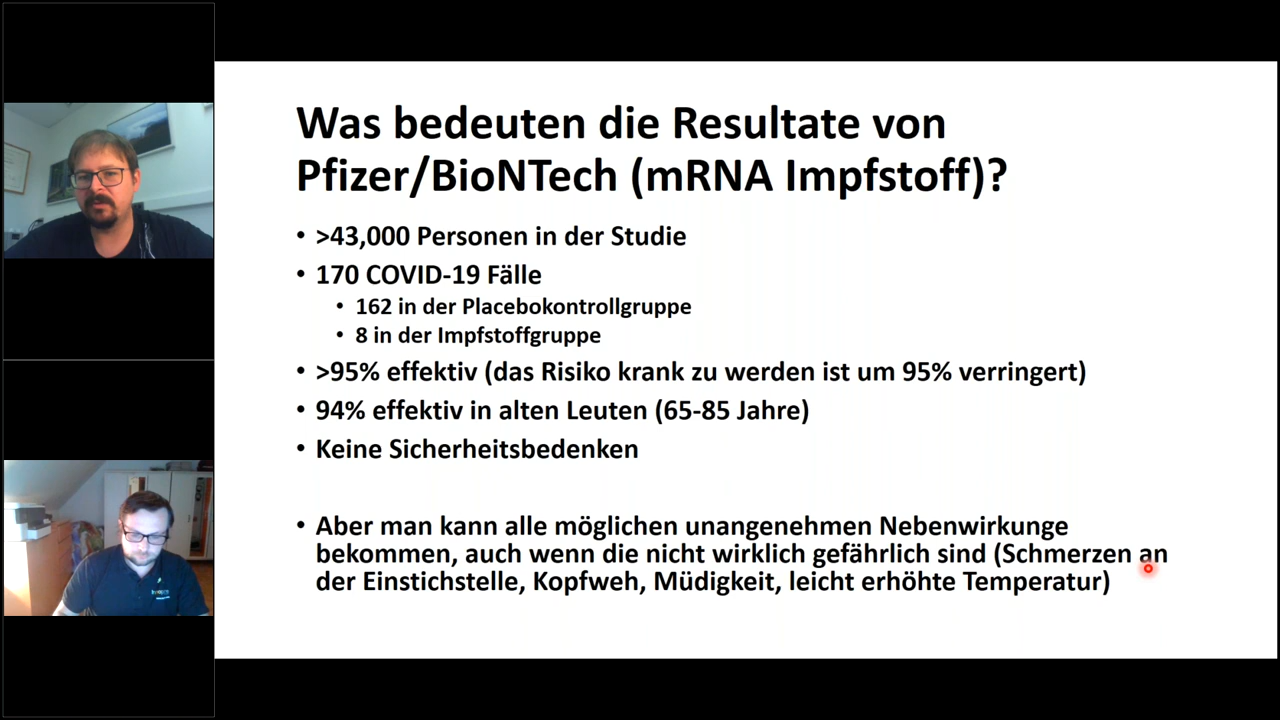 Was bedeuten die Resultate von
Pfizer/BioNTech (mRNA Impfstoff)?
• >43,000 Personen in der Studie
• 170 COVID-19 Fälle
• 162 in der Placebokontrollgruppe
• 8 in der Impfstoffgruppe
• >95% effektiv (das Risiko krank zu werden ist um 95% verringert)
• 94% effektiv in alten Leuten (65-85 Jahre)
• Keine Sicherheitsbedenken
• Aber man kann alle möglichen unangenehmen Nebenwirkunge
bekommen, auch wenn die nicht wirklich gefährlich sind (Schmerzen an
der Einstichstelle, Kopfweh, Müdigkeit, leicht erhöhte Temperatur)